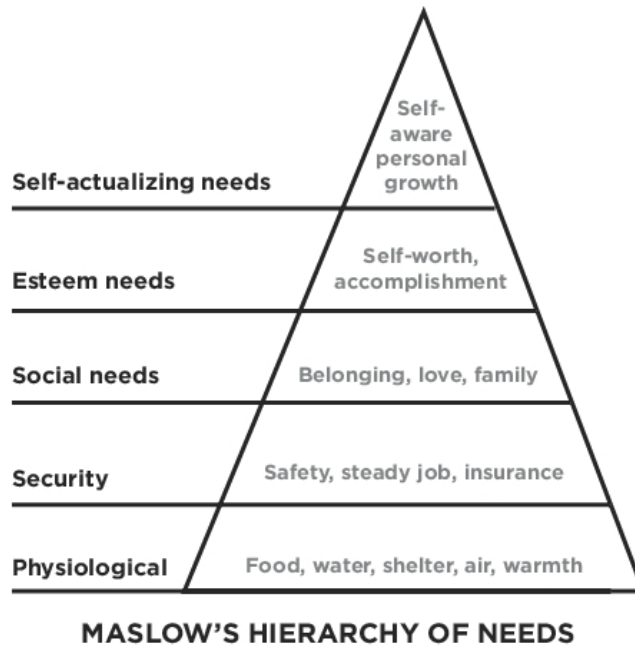 Self-
aware
personal
growth
Self-actualizing needs
Self-worth,
accomplishment
Esteem needs
Social needs
Belonging, love, family
Security
Safety, steady job, insurance
Physiological
Food, water, shelter, air, warmth
MASLOW’S HIERARCHY OF NEEDS